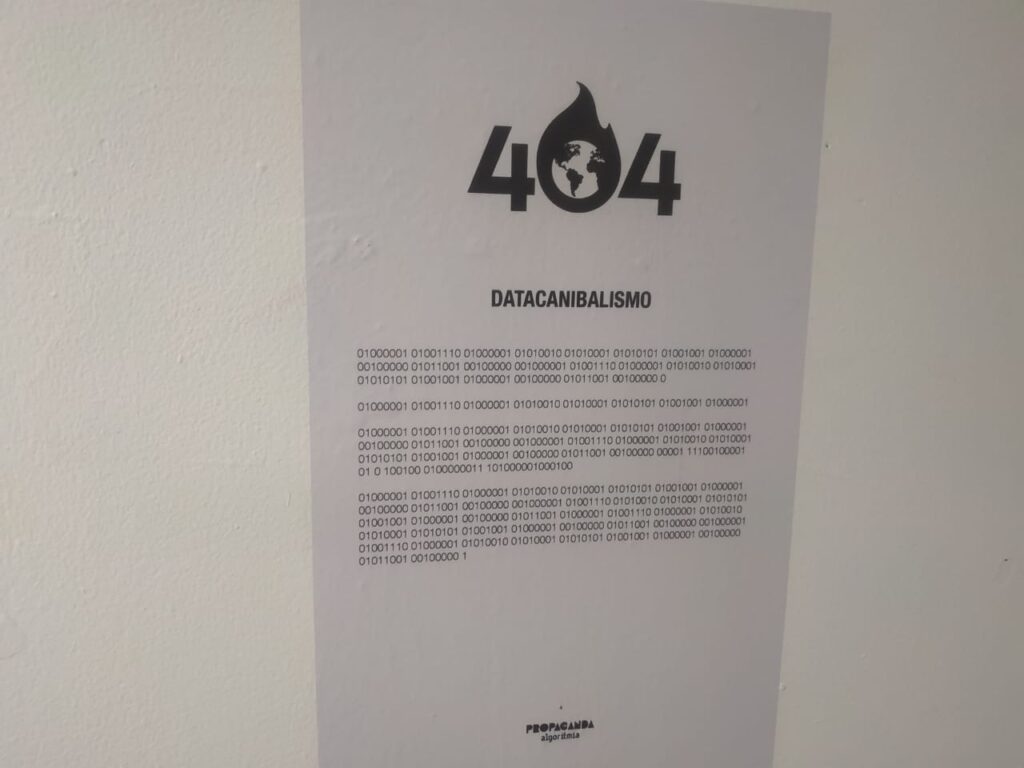 404
DATACANIBALISMO
01000001 01001110 01000001 01010010 01010001 01010101 01001001 01000001
00100000 01011001 00100000 001000001 01001110 01000001 01010010 01010001
01010101 01001001 01000001 00100000 01011001 00100000 0
01000001 01001110 01000001 01010010 01010001 01010101 01001001 01000001
01000001 01001110 01000001 01010010 01010001 01010101 01001001 01000001
00100000 01011001 00100000 001000001 01001110 01000001 01010010 01010001
01010101 01001001 01000001 00100000 01011001 00100000 00001 11100100001
01 0 100100 0100000011 101000001000100
01000001 01001110 01000001 01010010 01010001 01010101 01001001 01000001
00100000 01011001 00100000 001000001 01001110 01010010 01010001 01010101
01001001 01000001 00100000 01011001 01000001 01001110 01000001 01010010
01010001 01010101 01001001 01000001 00100000 01011001 00100000 001000001
01001110 01000001 01010010 01010001 01010101 01001001 01000001 00100000
01011001 00100000 1
PROPAGANDA
algoritmia